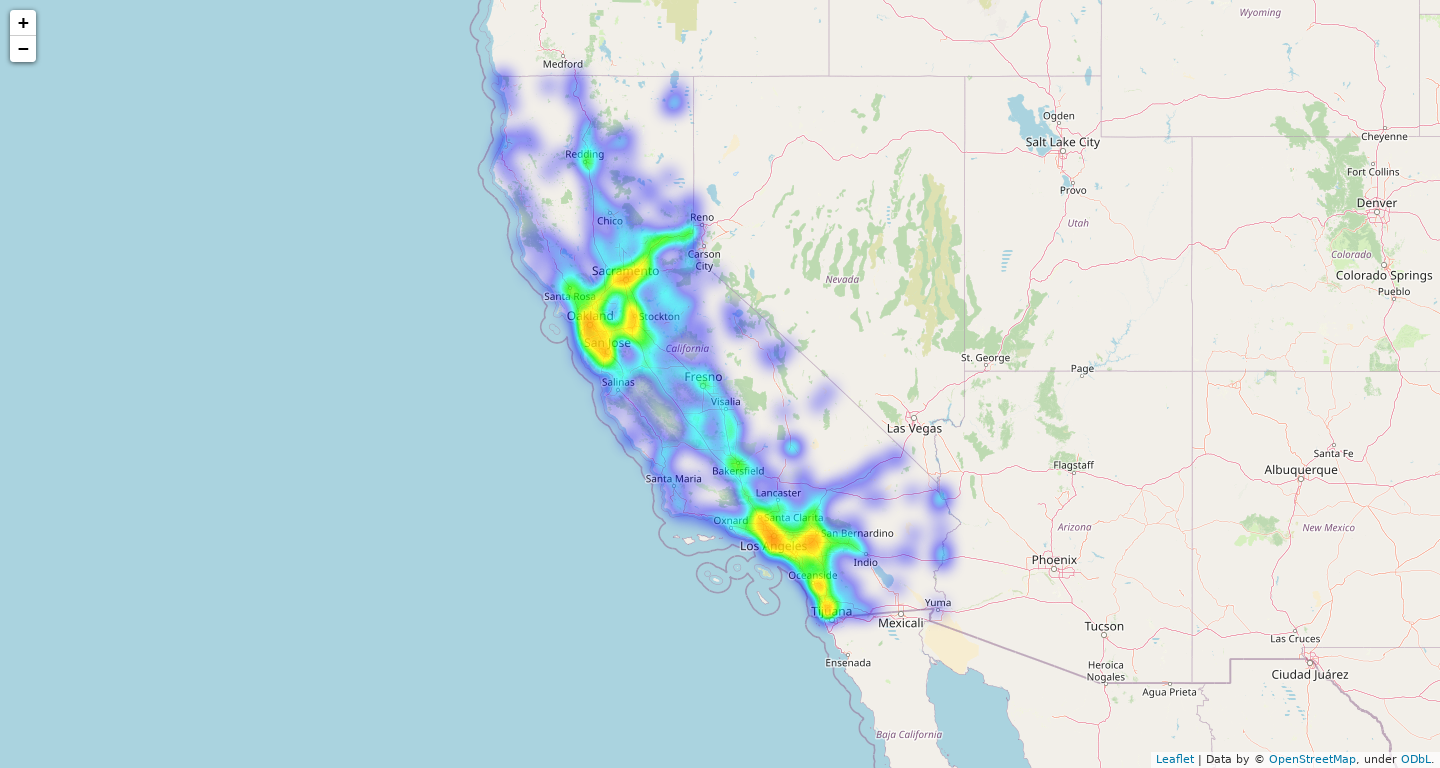 +
−
Wyoming
Medford
Ogden
Cheyenne
Salt Lake City
Redding
Fort Collins
Provo
Denver
Chico
Reno
Utah
Carson
City
Colorado
Sacramento
Nevada
Colorado Springs
Santa Rosa
Pueblo
Oakland
Stockton
San Jose
California
St. George
Page
Fresno
Salinas
Visalia
Las Vegas
Santa Fe
Flagstaff
Albuquerque
Bakersfield
Santa Maria
Lancaster
Oxnard
Santa Clarita
Arizona
New Mexico
San Bernardino
Los Angeles
Phoenix
Indio
Oceanside
Yuma
Tijuana
Mexicali
Tucson
Las Cruces
Ensenada
Heroica
Nogales
Ciudad Juárez
Agua Prieta
Baja California
Leaflet | Data by © OpenStreetMap, under ODbL.